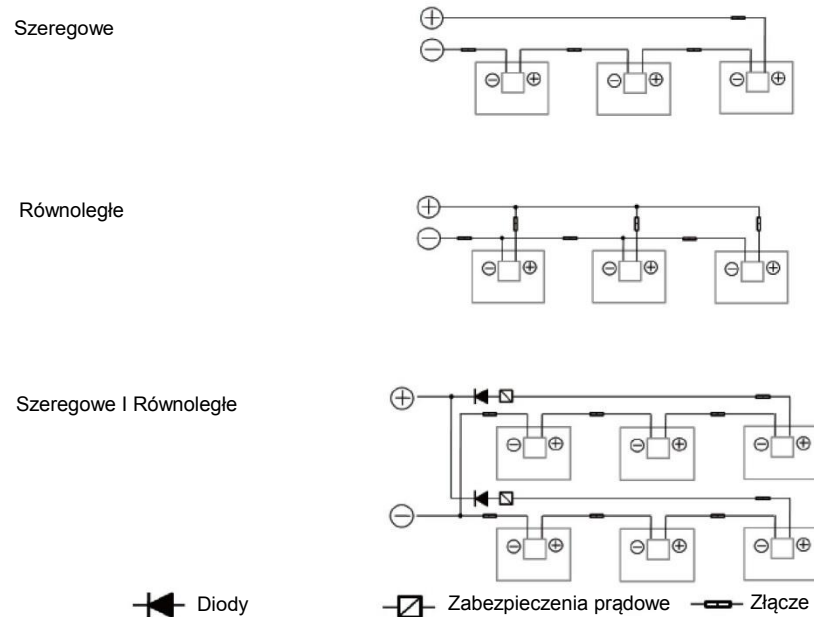 Szeregowe
Równoległe
Szeregowe I Równoległe
Diody
Zabezpieczenia prądowe
Złącze